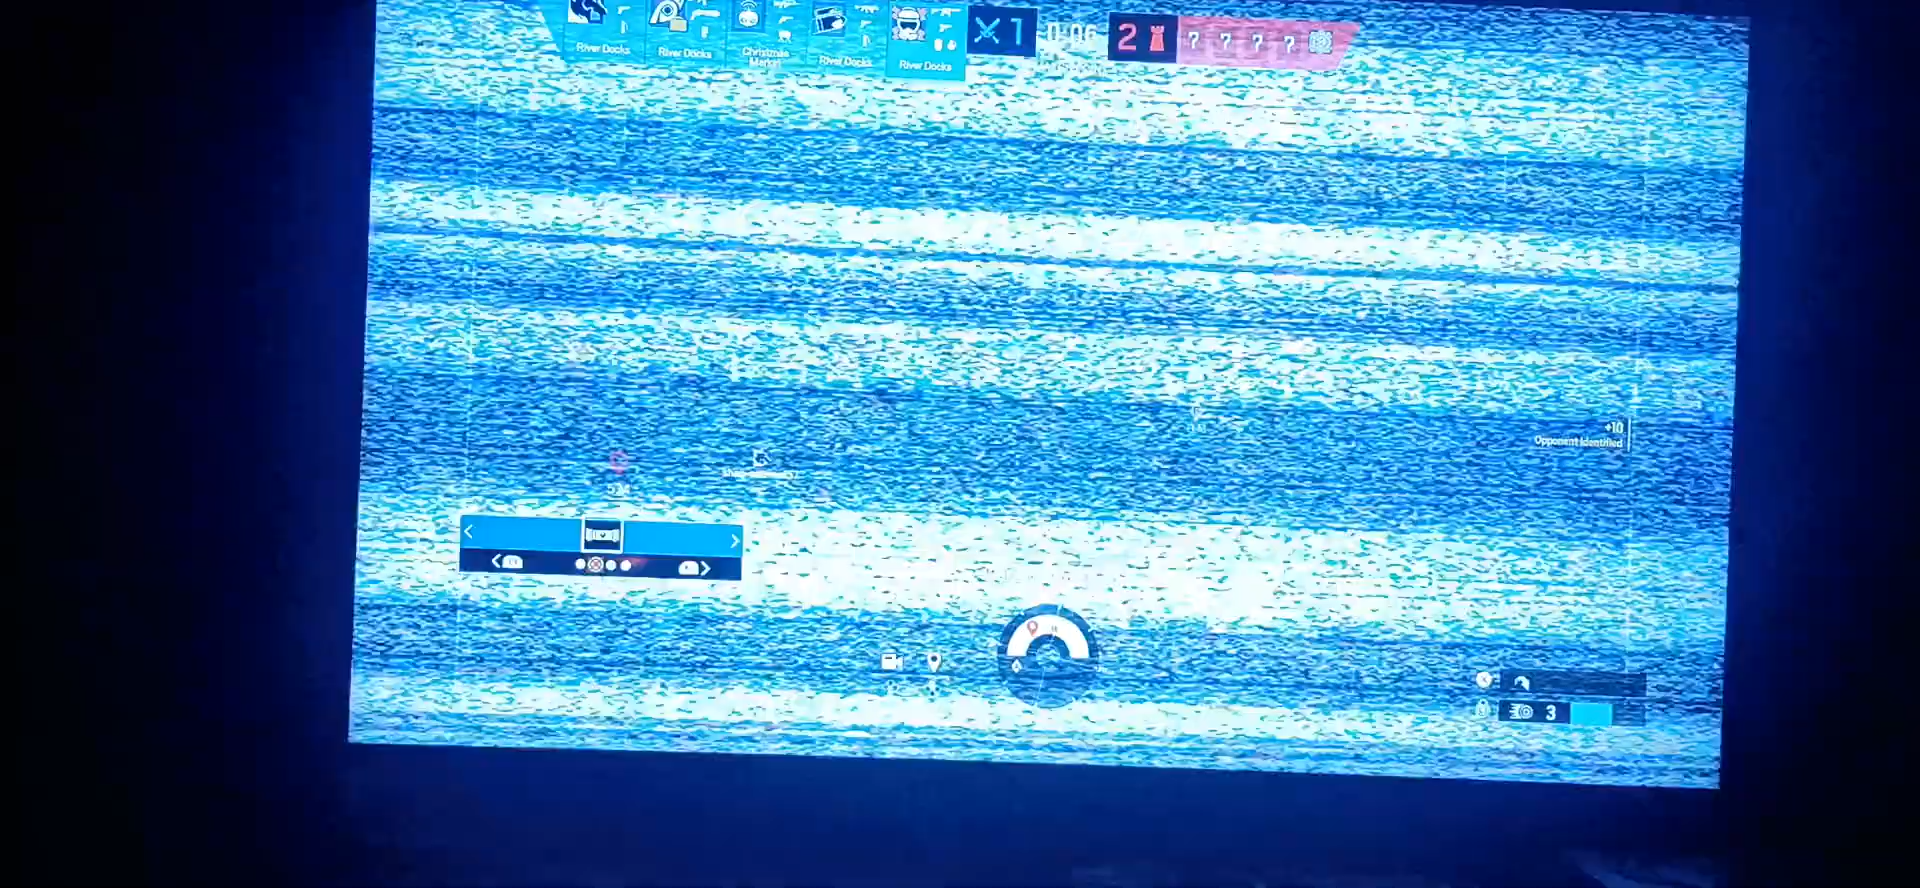 River Docks
River Docks
Christmas Market
River Docks
River Docks
1
0:06
2
? ? ? ?
+10
Opponent Identified
3